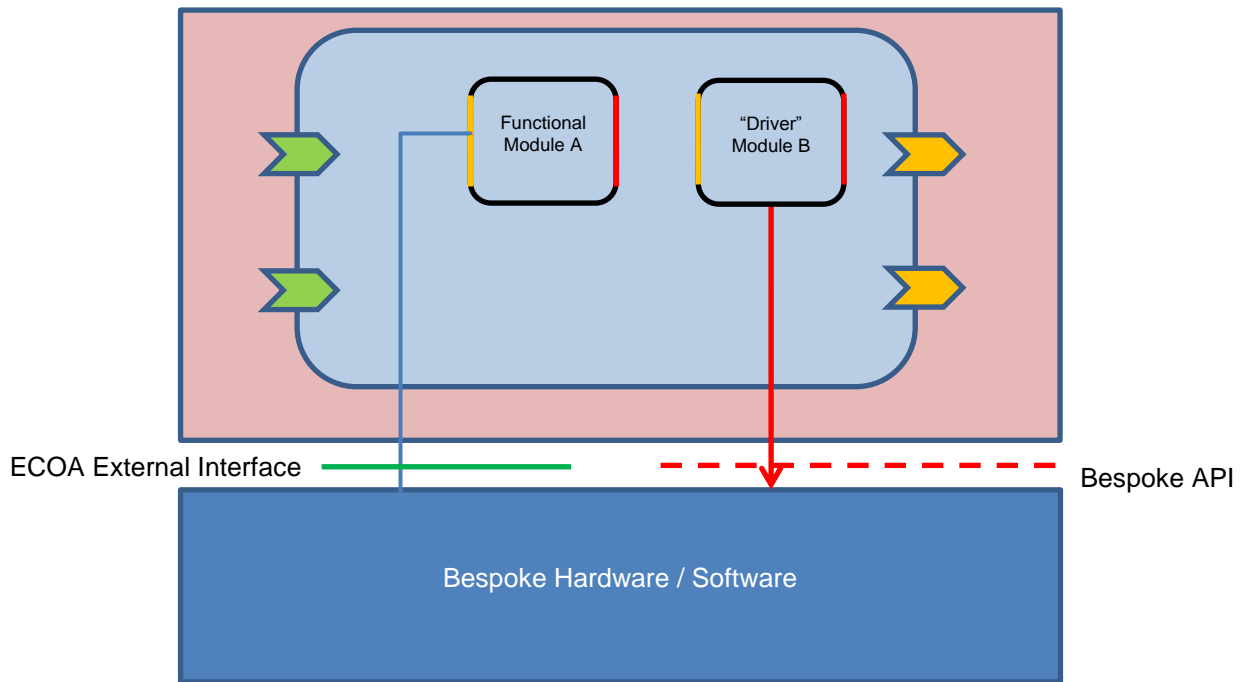 Functional
Module A
“Driver”
Module B
ECOA External Interface
Bespoke API
Bespoke Hardware / Software